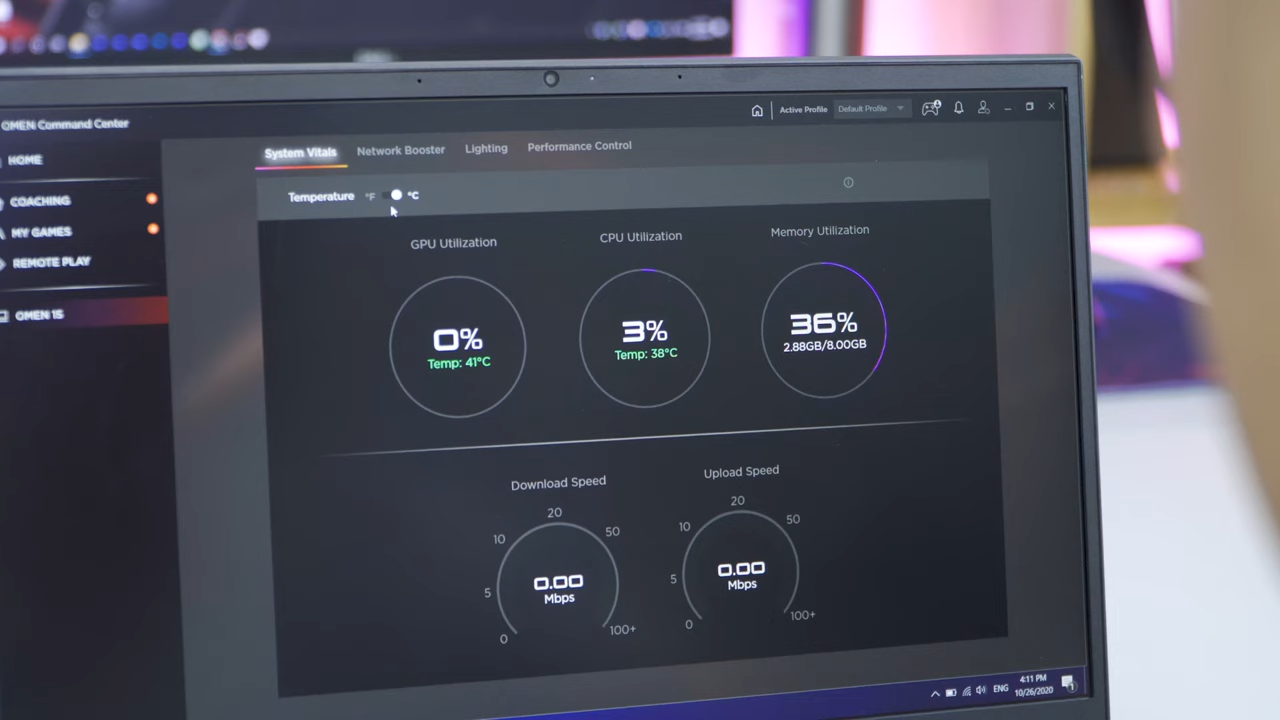 OMEN Command Center
Active Profile
Default Profile
HOME
COACHING
MY GAMES
REMOTE PLAY
OMEN 15
System Vitals
Network Booster
Lighting
Performance Control
Temperature °F °C
GPU Utilization
0%
Temp: 41°C
CPU Utilization
3%
Temp: 38°C
Memory Utilization
36%
2.88GB/8.00GB
Download Speed
0
5
10
20
50
100+
0.00
Mbps
Upload Speed
0
5
10
20
50
100+
0.00
Mbps
ENG
4:11 PM
10/26/2020
1